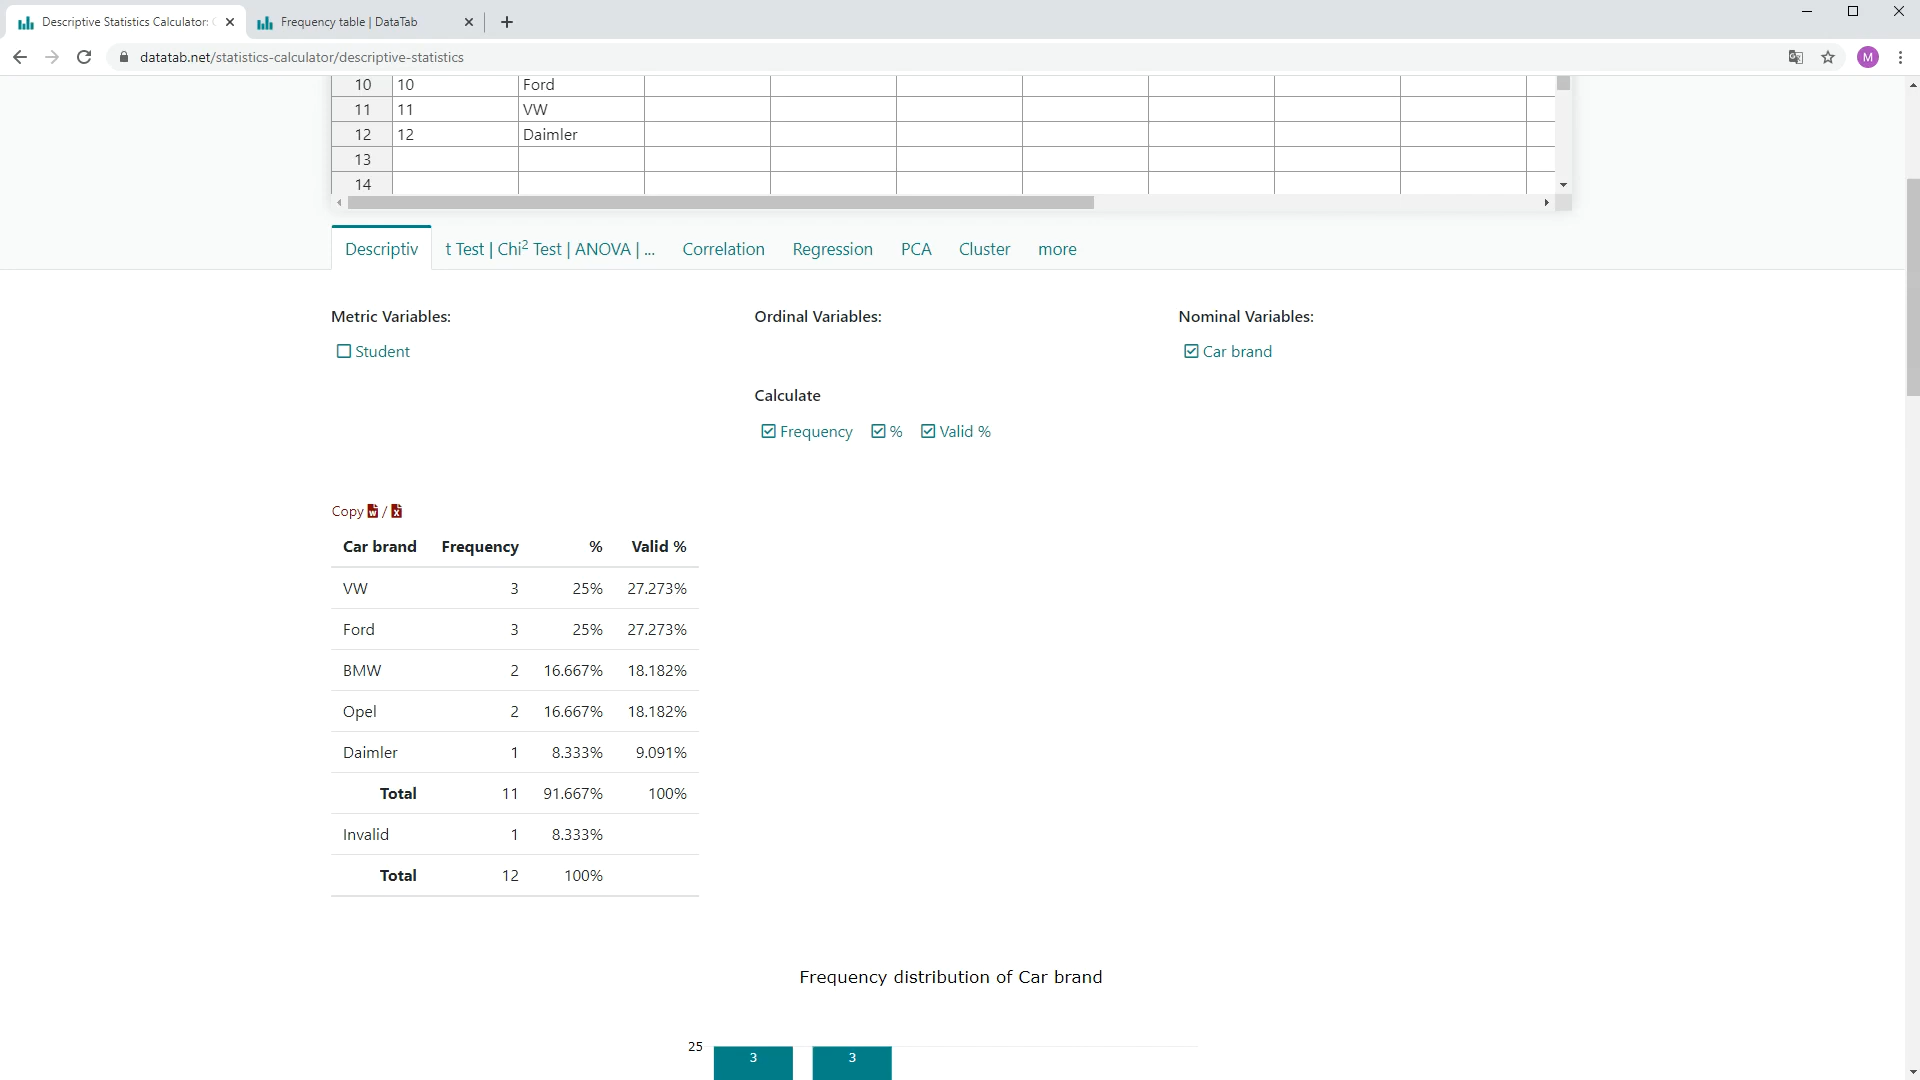 Descriptive Statistics Calculator:
Frequency table | DataTab
datatab.net/statistics-calculator/descriptive-statistics
M
10 10 Ford
11 11 VW
12 12 Daimler
13
14
Descriptiv t Test | Chi² Test | ANOVA | ... Correlation Regression PCA Cluster more
Metric Variables: Ordinal Variables: Nominal Variables:
Student Car brand
Calculate
Frequency % Valid %
Copy /
Car brand Frequency % Valid %
VW 3 25% 27.273%
Ford 3 25% 27.273%
BMW 2 16.667% 18.182%
Opel 2 16.667% 18.182%
Daimler 1 8.333% 9.091%
Total 11 91.667% 100%
Invalid 1 8.333%
Total 12 100%
Frequency distribution of Car brand
25 3 3